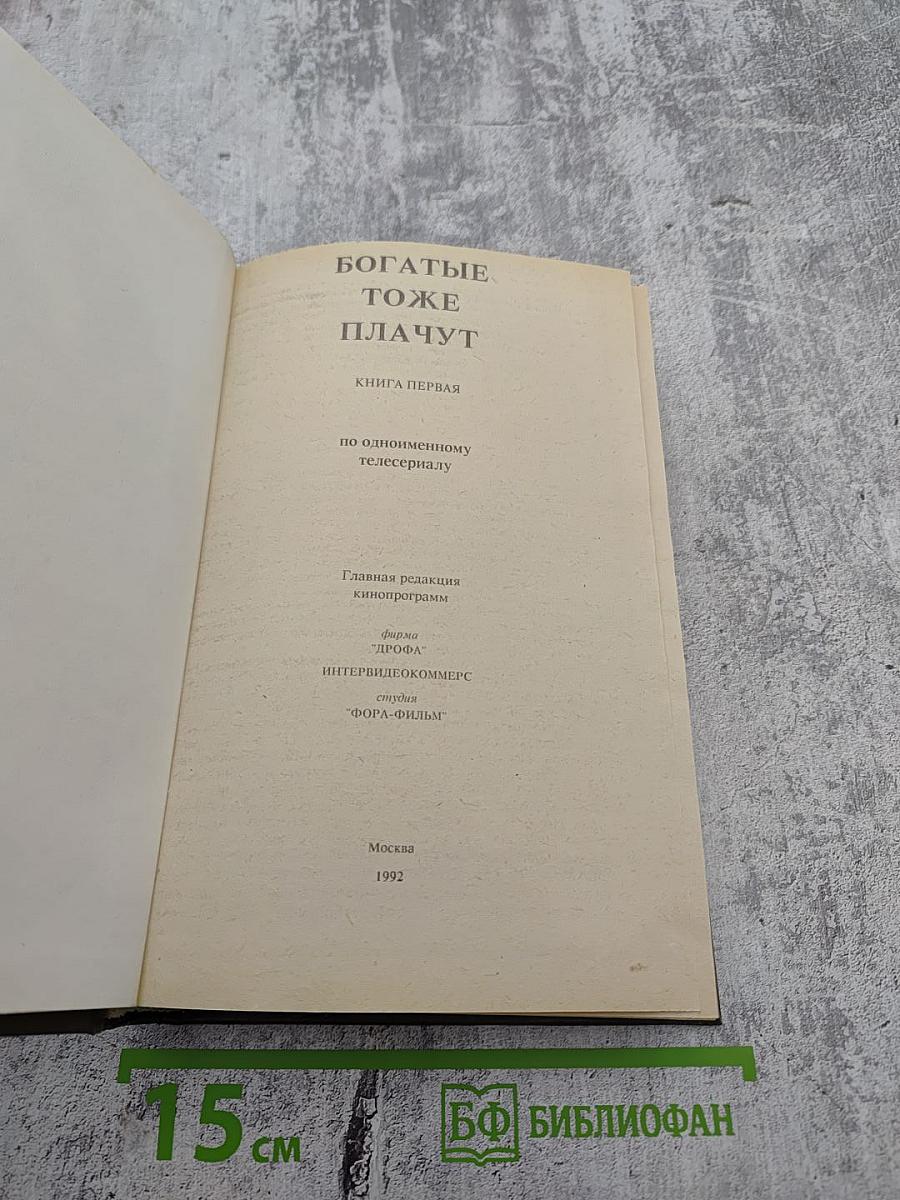 БОГАТЫЕ
ТОЖЕ
ПЛАЧУТ
КНИГА ПЕРВАЯ
по одноименному
телесериалу
Главная редакция
кинопрограмм
фирма
"ДРОФА"
ИНТЕРВИДЕОКОММЕРС
студия
"ФОРА-ФИЛЬМ"
Москва
1992
15 см
БФ БИБЛИОФАН